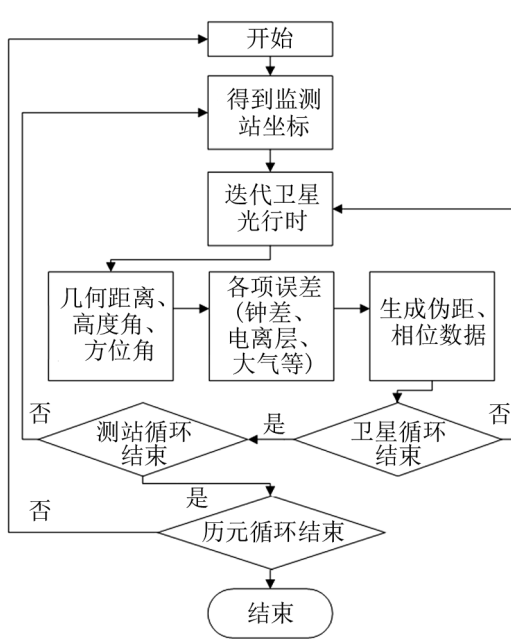 开始
得到监测
站坐标
迭代卫星
光行时
几何距离、
高度角、
方位角
各项误差
(钟差、
电离层、
大气等)
生成伪距、
相位数据
否
测站循环
结束
是
卫星循环
结束
否
是
否
历元循环结束
结束